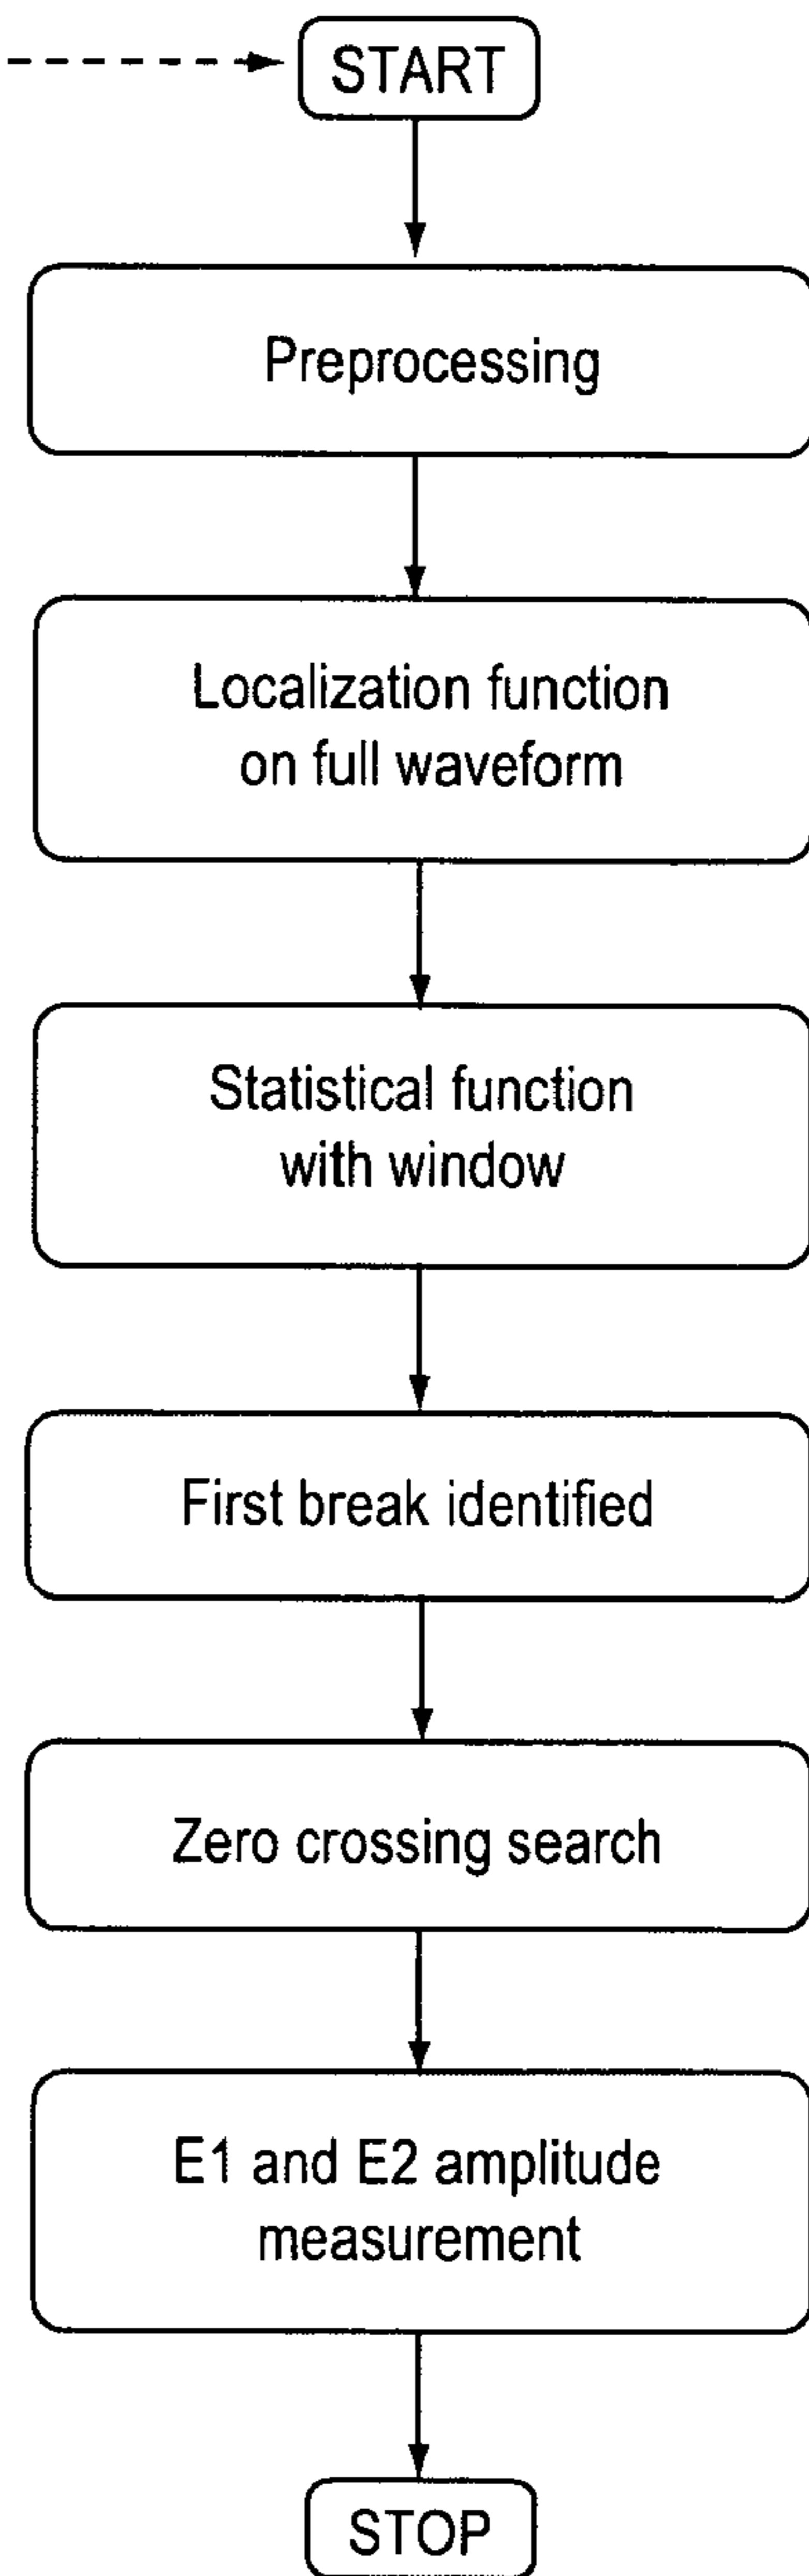 START
Preprocessing
Localization function
on full waveform
Statistical function
with window
First break identified
Zero crossing search
E1 and E2 amplitude
measurement
STOP